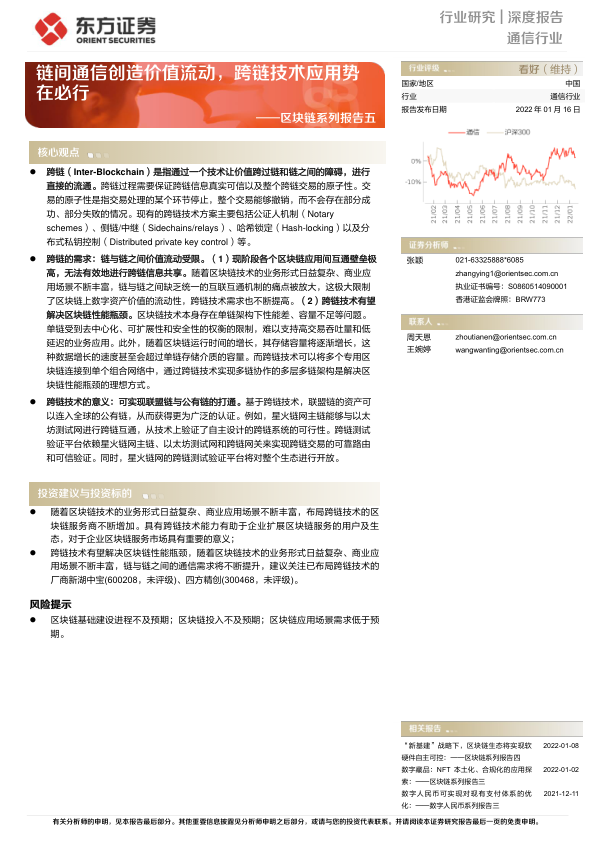 东方证券
ORIENT SECURITIES
行业研究 | 深度报告
通信行业
链间通信创造价值流动，跨链技术应用势
在必行
——区块链系列报告五
核心观点
● 跨链（Inter-Blockchain）是指通过一个技术让价值跨过链和链之间的障碍，进行
直接的流通。跨链过程需要保证跨链信息真实可信以及整个跨链交易的原子性。交
易的原子性是指交易处理的某个环节停止，整个交易能够撤销，而不会存在部分成
功、部分失败的情况。现有的跨链技术方案主要包括公证人机制（Notary
schemes）、侧链/中继（Sidechains/relays）、哈希锁定（Hash-locking）以及分
布式私钥控制（Distributed private key control）等。
● 跨链的需求：链与链之间价值流动受限。（1）现阶段各个区块链应用间互通壁垒极
高，无法有效地进行跨链信息共享。随着区块链技术的业务形式日益复杂、商业应
用场景不断丰富，链与链之间缺乏统一的互联互通机制的痛点被放大，这极大限制
了区块链上数字资产价值的流动性，跨链技术需求也不断提高。（2）跨链技术有望
解决区块链性能瓶颈。区块链技术本身存在单链架构下性能差、容量不足等问题。
单链受到去中心化、可扩展性和安全性的权衡的限制，难以支持高交易吞吐量和低
延迟的业务应用。此外，随着区块链运行时间的增长，其存储容量将逐渐增长，这
种数据增长的速度甚至会超过单链存储介质的容量。而跨链技术可以将多个专用区
块链连接到单个组合网络中，通过跨链技术实现多链协作的多层多链架构是解决区
块链性能瓶颈的理想方式。
● 跨链技术的意义：可实现联盟链与公有链的打通。基于跨链技术，联盟链的资产可
以连入全球的公有链，从而获得更为广泛的认可。例如，星火链网主链能够与以太
坊测试网进行跨链互通，从技术上验证了自主设计的跨链系统的可行性。跨链测试
验证平台依赖星火链网主链、以太坊测试网和跨链网关来实现跨链交易的可靠路由
和可信验证。同时，星火链网的跨链测试验证平台将对整个生态进行开放。
投资建议与投资标的
● 随着区块链技术的业务形式日益复杂、商业应用场景不断丰富，布局跨链技术的区
块链服务商不断增加。具有跨链技术能力有助于企业扩展区块链服务的用户及生
态，对于企业区块链服务市场具有重要的意义；
● 跨链技术有望解决区块链性能瓶颈，随着区块链技术的业务形式日益复杂、商业应
用场景不断丰富，链与链之间的通信需求将不断提升，建议关注已布局跨链技术的
厂商新湖中宝(600208，未评级)、四方精创(300468，未评级)。
风险提示
● 区块链基础建设进程不及预期；区块链投入不及预期；区块链应用场景需求低于预
期。
行业评级 看好（维持）
国家/地区 中国
行业 通信行业
报告发布日期 2022 年 01 月 16 日
通信 沪深300
0%
-10%
21/02 21/03 21/04 21/05 21/06 21/07 21/08 21/09 21/10 21/11 21/12 22/01
证券分析师
张颖 021-63325888*6085
zhangying1@orientsec.com.cn
执业证书编号：S0860514090001
香港证监会牌照：BRW773
联系人
周天恩 zhoutianen@orientsec.com.cn
王婉婷 wangwanting@orientsec.com.cn
相关报告
“新基建”战略下，区块链生态将实现软 2022-01-08
硬件自主可控：——区块链系列报告四
数字藏品：NFT 本土化、合规化的应用探 2022-01-02
索：——区块链系列报告三
数字人民币可实现对现有支付体系的优 2021-12-11
化：——数字人民币系列报告三
有关分析师的申明，见本报告最后部分。其他重要信息披露见分析师申明之后部分，或请与您的投资代表联系。并请阅读本证券研究报告最后一页的免责申明。